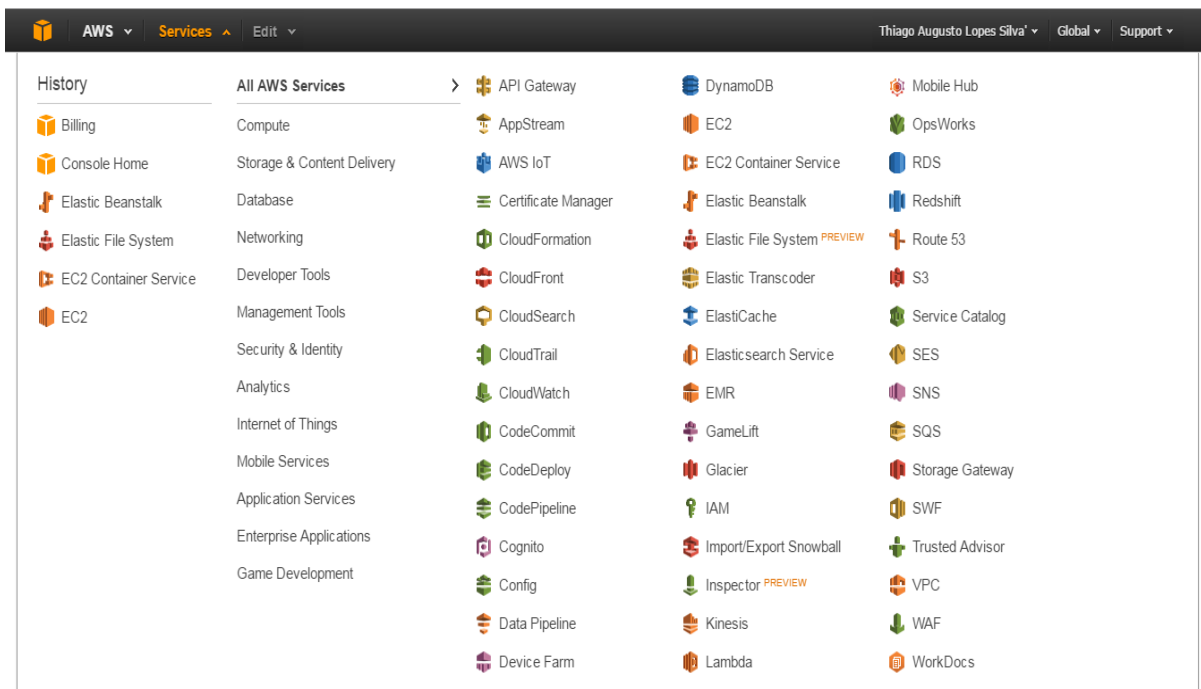 AWS Services Edit Thiago Augusto Lopes Silva' Global Support
History
Billing
Console Home
Elastic Beanstalk
Elastic File System
EC2 Container Service
EC2
All AWS Services
Compute
Storage & Content Delivery
Database
Networking
Developer Tools
Management Tools
Security & Identity
Analytics
Internet of Things
Mobile Services
Application Services
Enterprise Applications
Game Development
API Gateway
AppStream
AWS IoT
Certificate Manager
CloudFormation
CloudFront
CloudSearch
CloudTrail
CloudWatch
CodeCommit
CodeDeploy
CodePipeline
Cognito
Config
Data Pipeline
Device Farm
DynamoDB
EC2
EC2 Container Service
Elastic Beanstalk
Elastic File System PREVIEW
Elastic Transcoder
ElastiCache
Elasticsearch Service
EMR
GameLift
Glacier
IAM
Import/Export Snowball
Inspector PREVIEW
Kinesis
Lambda
Mobile Hub
OpsWorks
RDS
Redshift
Route 53
S3
Service Catalog
SES
SNS
SQS
Storage Gateway
SWF
Trusted Advisor
VPC
WAF
WorkDocs